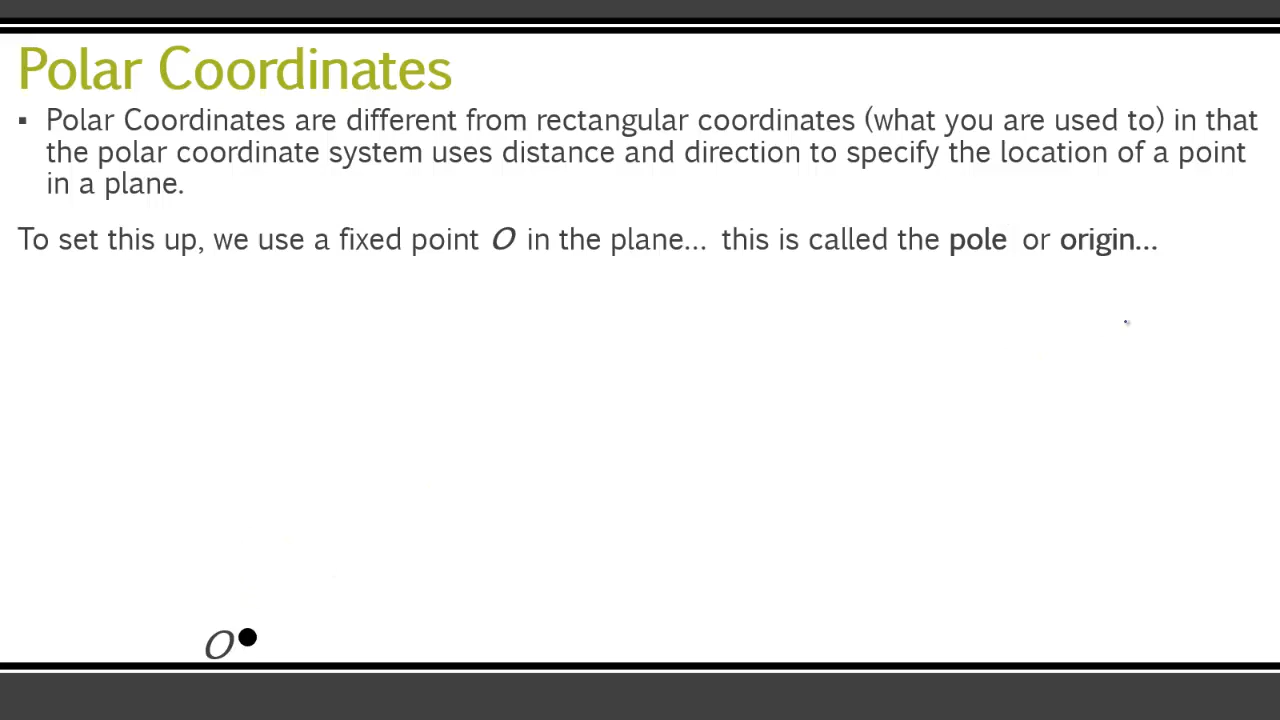 Polar Coordinates
▪ Polar Coordinates are different from rectangular coordinates (what you are used to) in that
the polar coordinate system uses distance and direction to specify the location of a point
in a plane.
To set this up, we use a fixed point O in the plane... this is called the pole or origin...
O